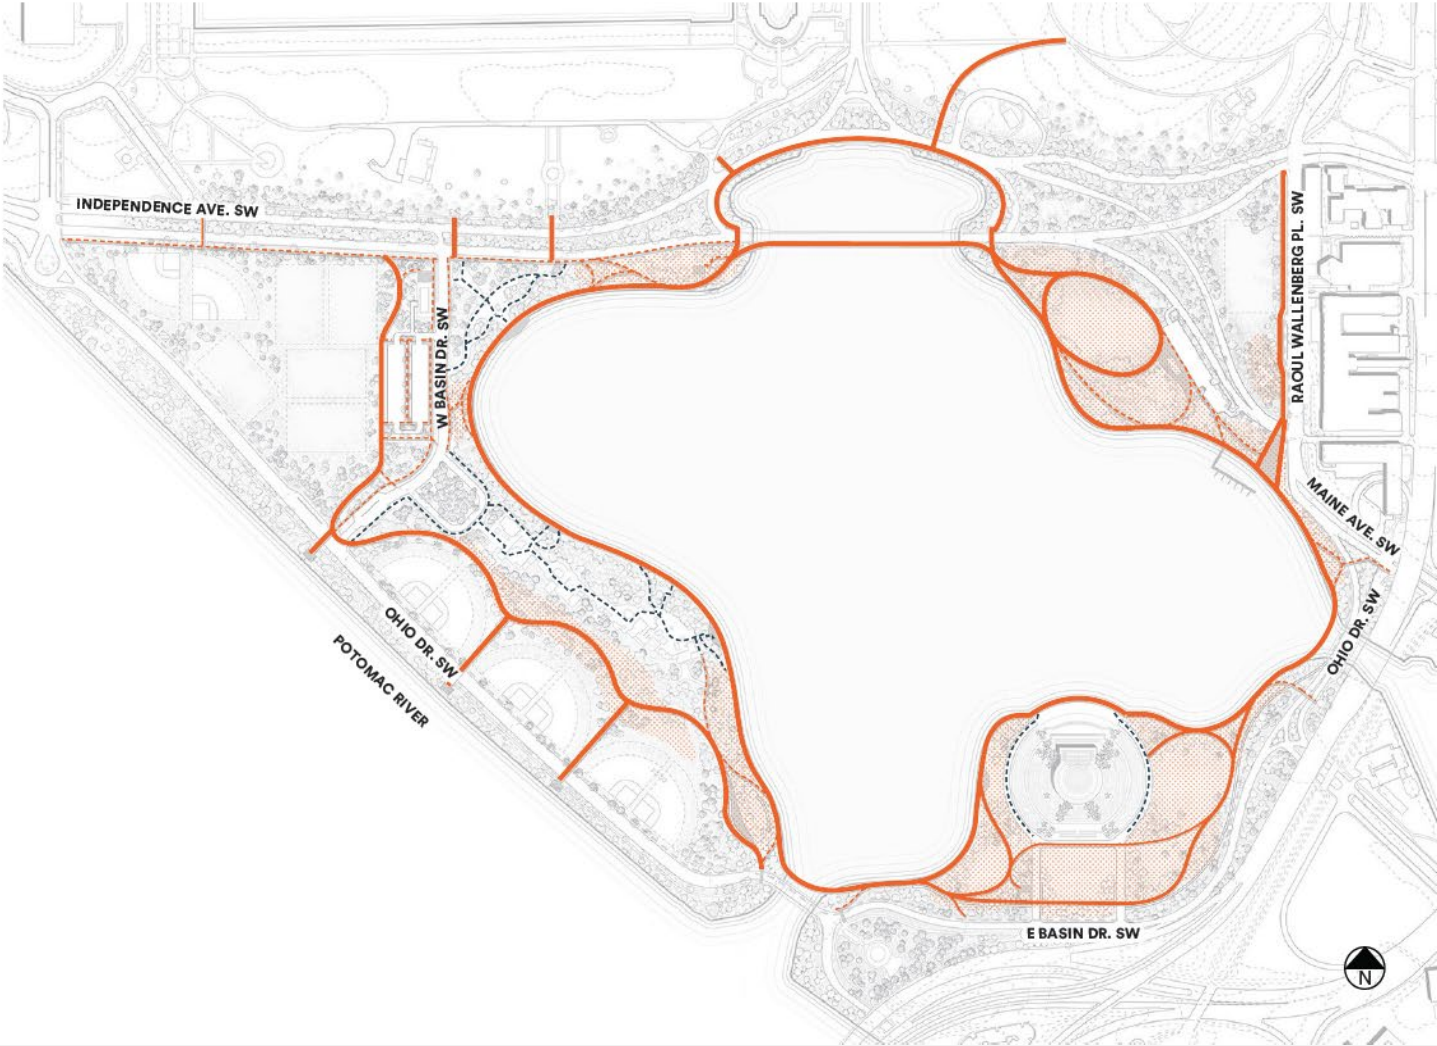 INDEPENDENCE AVE. SW
RAOUL WALLENBERG PL. SW
W BASIN DR. SW
MAINE AVE. SW
OHIO DR. SW
OHIO DR. SW
POTOMAC RIVER
E BASIN DR. SW
N